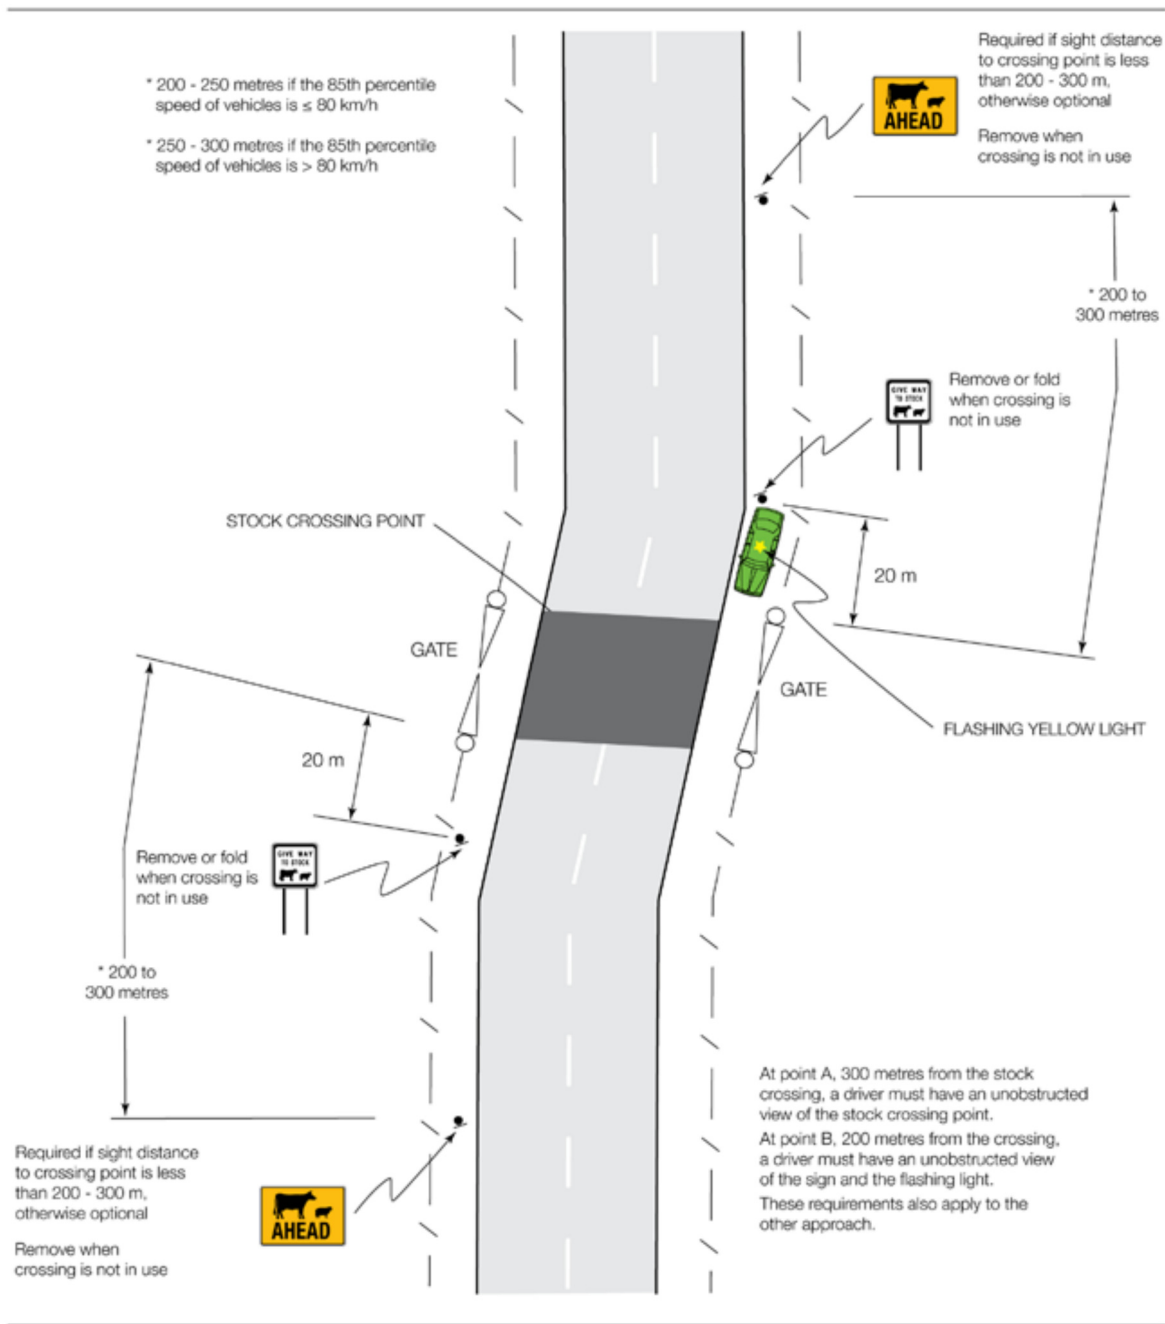 * 200 - 250 metres if the 85th percentile
speed of vehicles is ≤ 80 km/h
* 250 - 300 metres if the 85th percentile
speed of vehicles is > 80 km/h
Required if sight distance
to crossing point is less
than 200 - 300 m,
otherwise optional
Remove when
crossing is not in use
AHEAD
* 200 to
300 metres
GIVE WAY
TO STOCK
Remove or fold
when crossing is
not in use
STOCK CROSSING POINT
20 m
GATE
GATE
FLASHING YELLOW LIGHT
20 m
GIVE WAY
TO STOCK
Remove or fold
when crossing is
not in use
* 200 to
300 metres
Required if sight distance
to crossing point is less
than 200 - 300 m,
otherwise optional
Remove when
crossing is not in use
AHEAD
At point A, 300 metres from the stock
crossing, a driver must have an unobstructed
view of the stock crossing point.
At point B, 200 metres from the crossing,
a driver must have an unobstructed view
of the sign and the flashing light.
These requirements also apply to the
other approach.